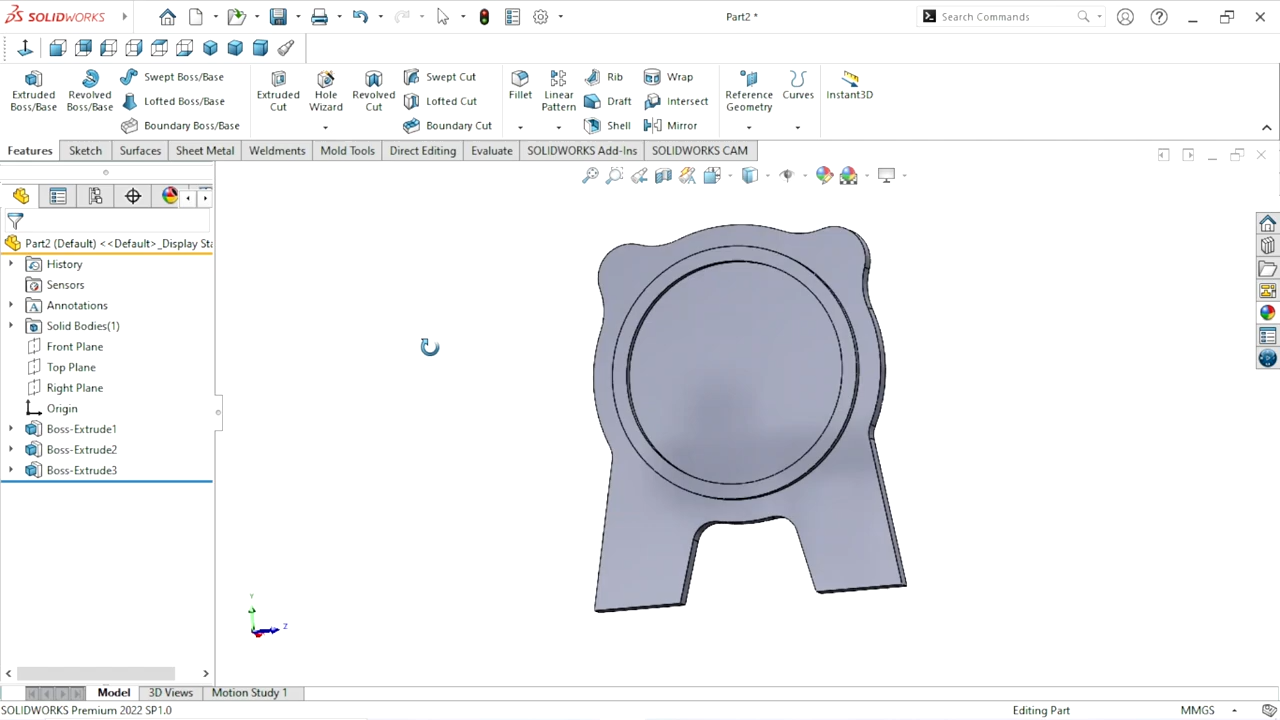 SOLIDWORKS
Part2 *
Search Commands
Extruded Boss/Base
Revolved Boss/Base
Swept Boss/Base
Lofted Boss/Base
Boundary Boss/Base
Extruded Cut
Hole Wizard
Revolved Cut
Swept Cut
Lofted Cut
Boundary Cut
Fillet
Linear Pattern
Rib
Draft
Shell
Wrap
Intersect
Mirror
Reference Geometry
Curves
Instant3D
Features
Sketch
Surfaces
Sheet Metal
Weldments
Mold Tools
Direct Editing
Evaluate
SOLIDWORKS Add-Ins
SOLIDWORKS CAM
Part2 (Default) <<Default>_Display Sta
History
Sensors
Annotations
Solid Bodies(1)
Front Plane
Top Plane
Right Plane
Origin
Boss-Extrude1
Boss-Extrude2
Boss-Extrude3
Y
Z
Model
3D Views
Motion Study 1
SOLIDWORKS Premium 2022 SP1.0
Editing Part
MMGS